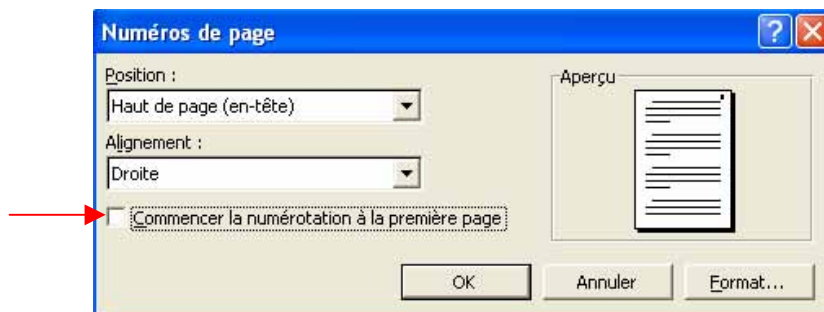 Numéros de page
Position :
Haut de page (en-tête)
Alignement :
Droite
Commencer la numérotation à la première page
Aperçu
OK
Annuler
Format...